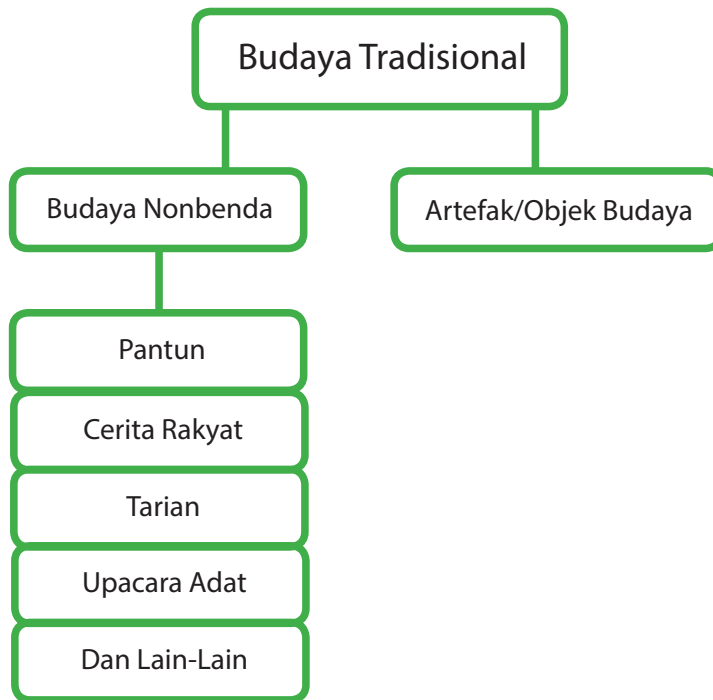 Budaya Tradisional
Budaya Nonbenda
Artefak/Objek Budaya
Pantun
Cerita Rakyat
Tarian
Upacara Adat
Dan Lain-Lain